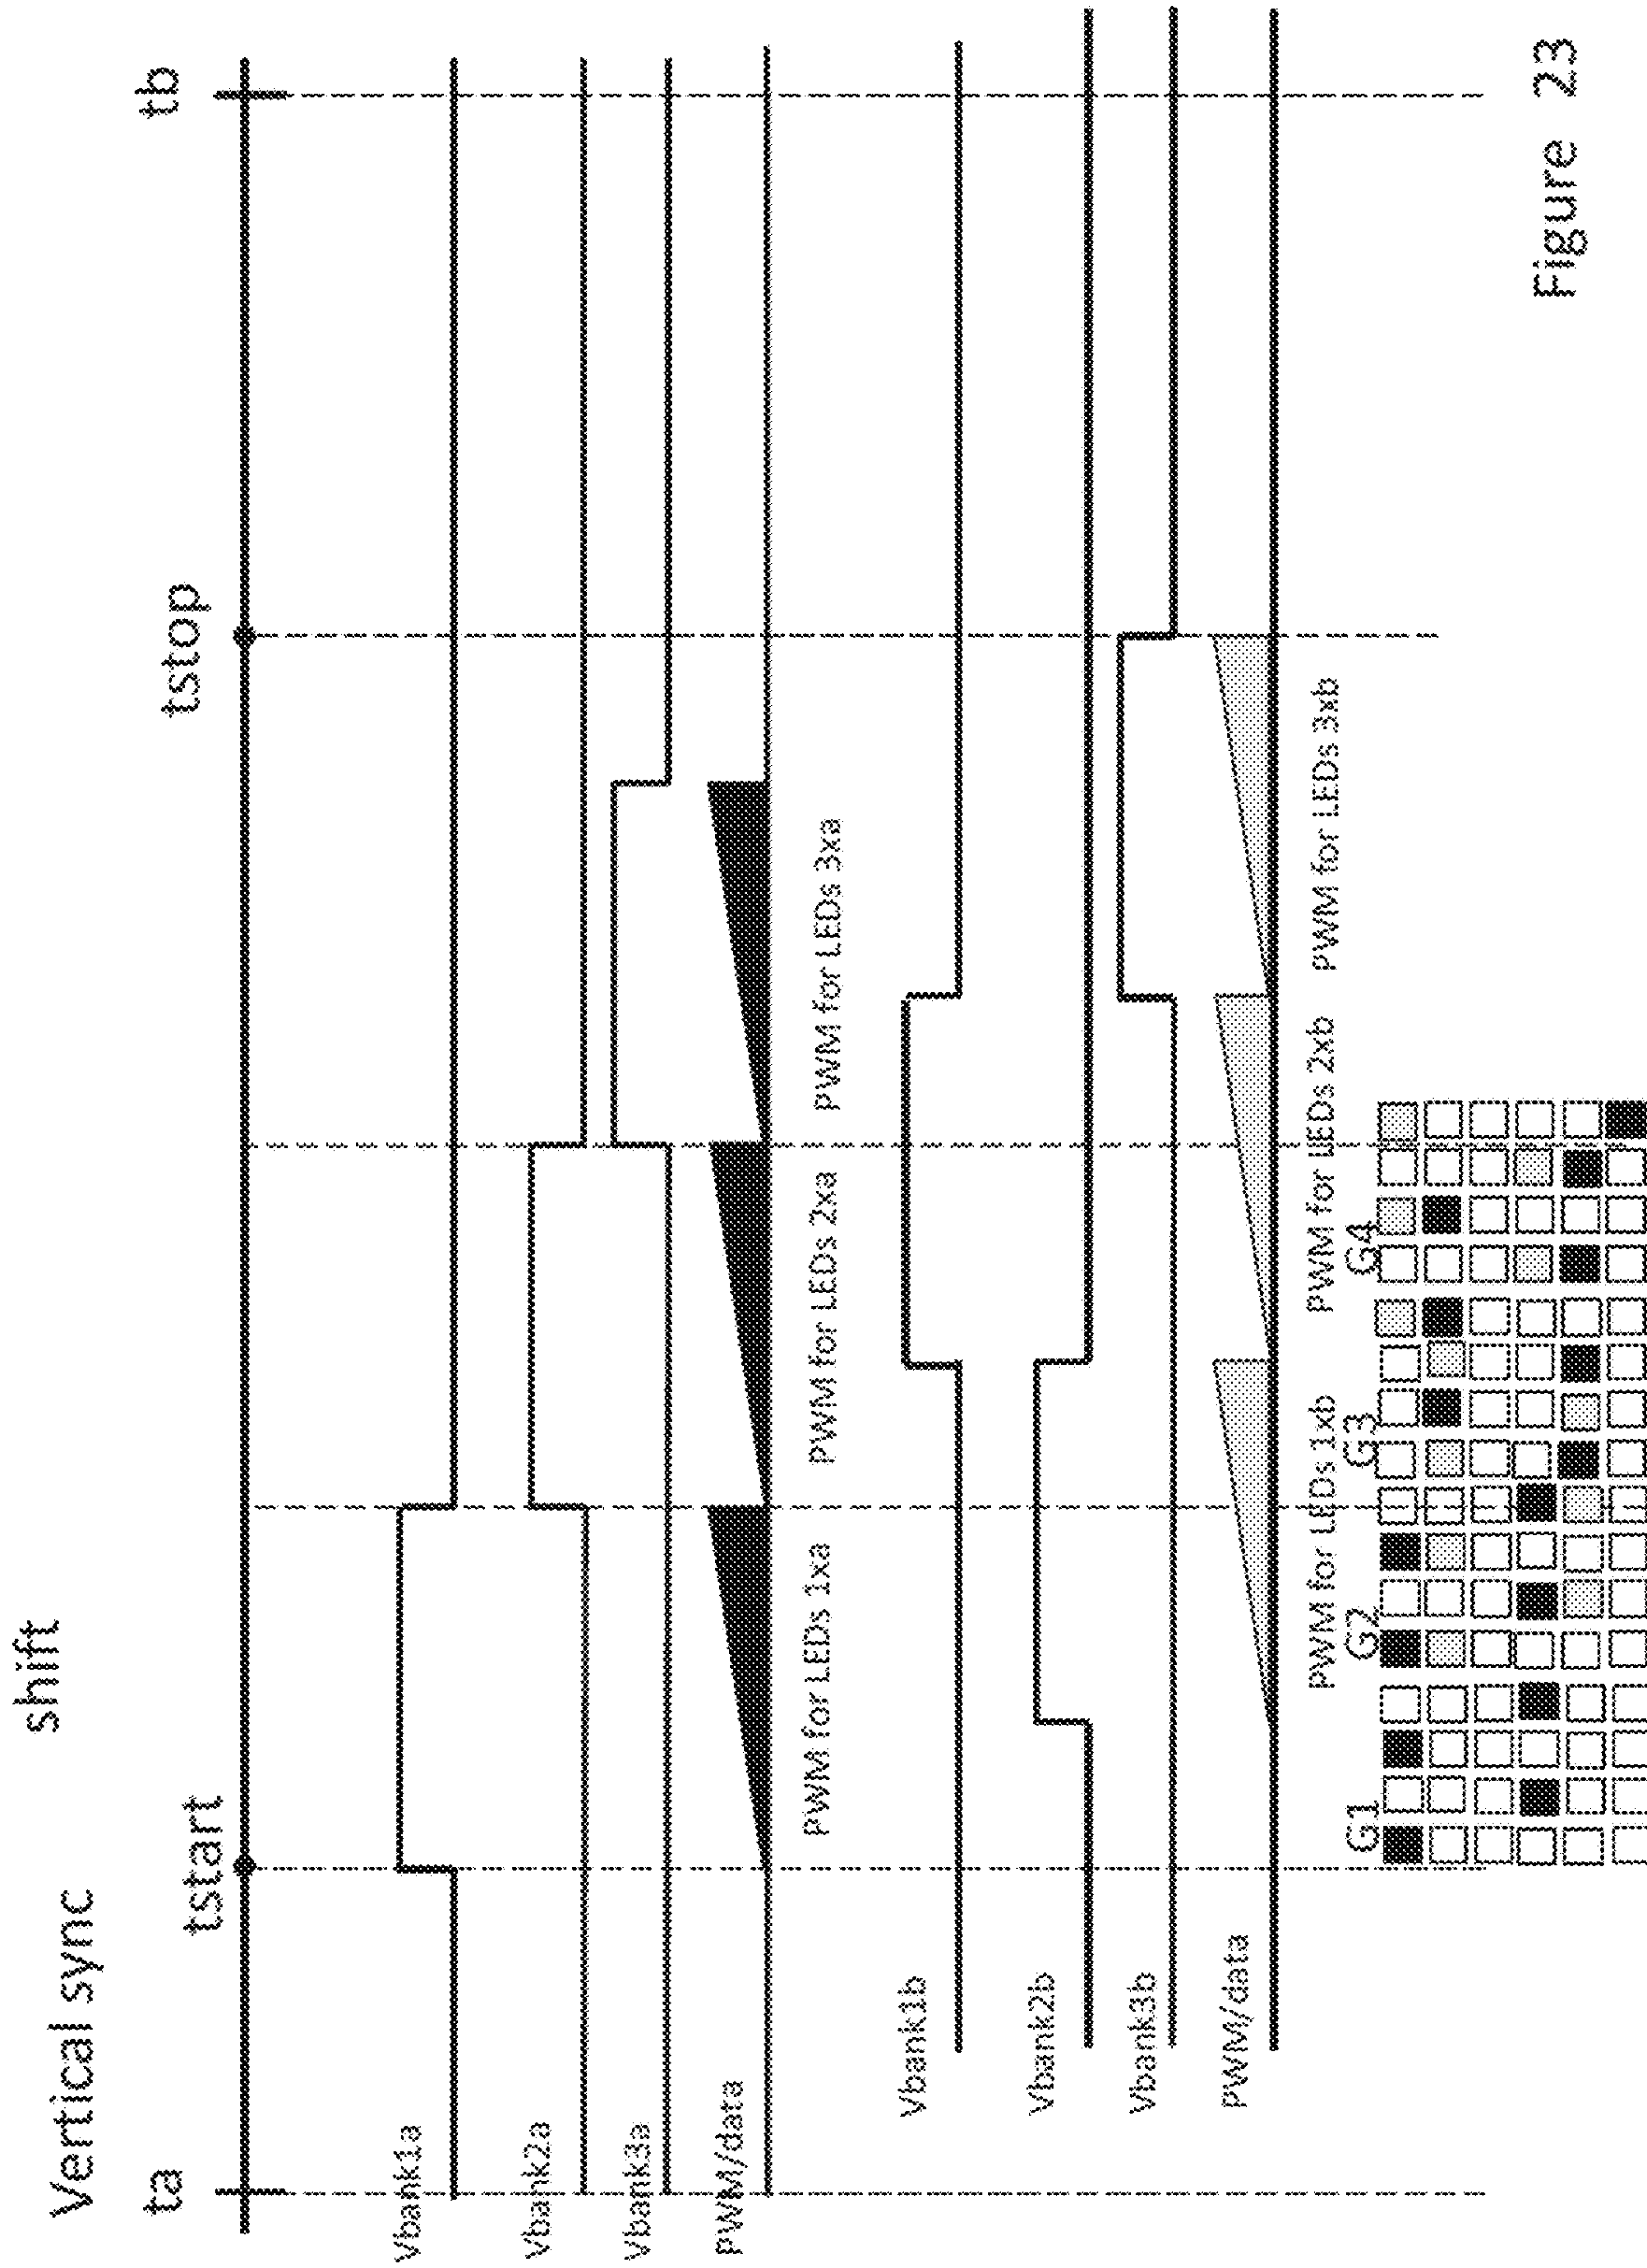 Vertical sync
shift
ta
tstart
tstop
tb
Vbank1a
Vbank2a
Vbank3a
PWM/data
PWM for LEDs 1xa
PWM for LEDs 2xa
PWM for LEDs 3xa
Vbank1b
Vbank2b
Vbank3b
PWM/data
PWM for LEDs 1xb
PWM for LEDs 2xb
PWM for LEDs 3xb
G1
G2
G3
G4
Figure 23